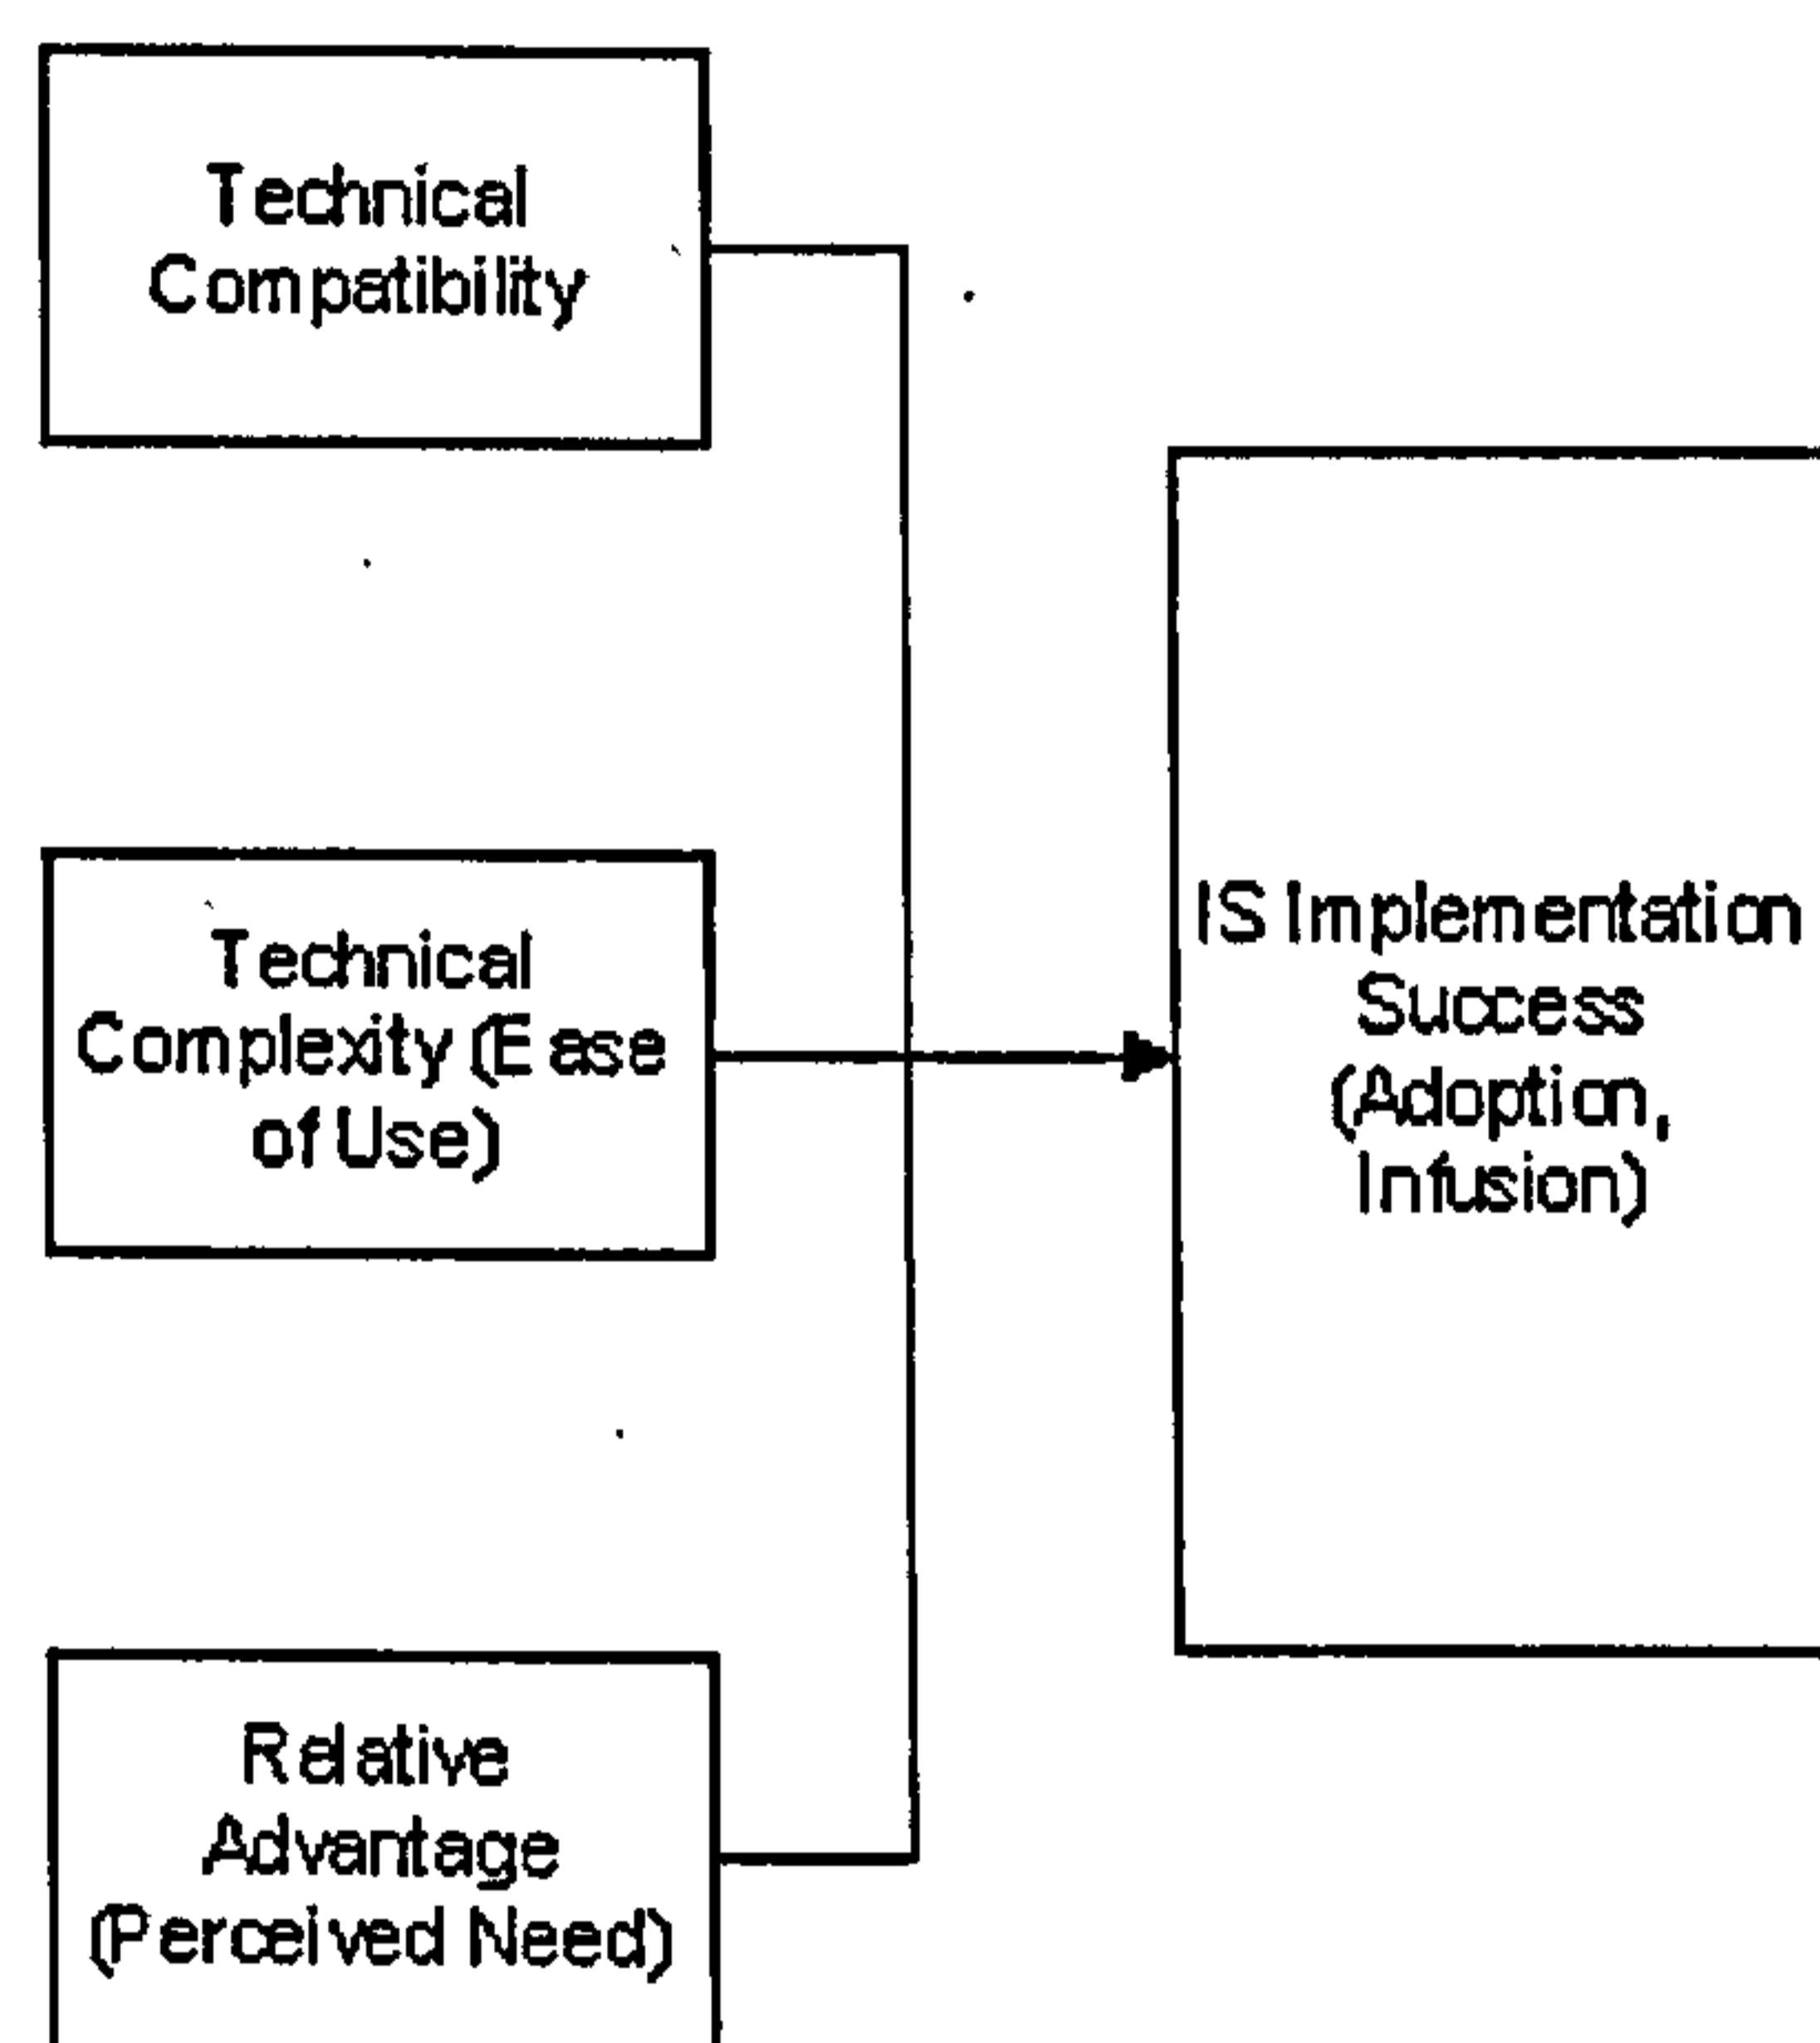 Technical
Compatibility
Technical
Complexity (Ease
of Use)
Relative
Advantage
(Perceived Need)
IS Implementation
Success
(Adoption,
Infusion)